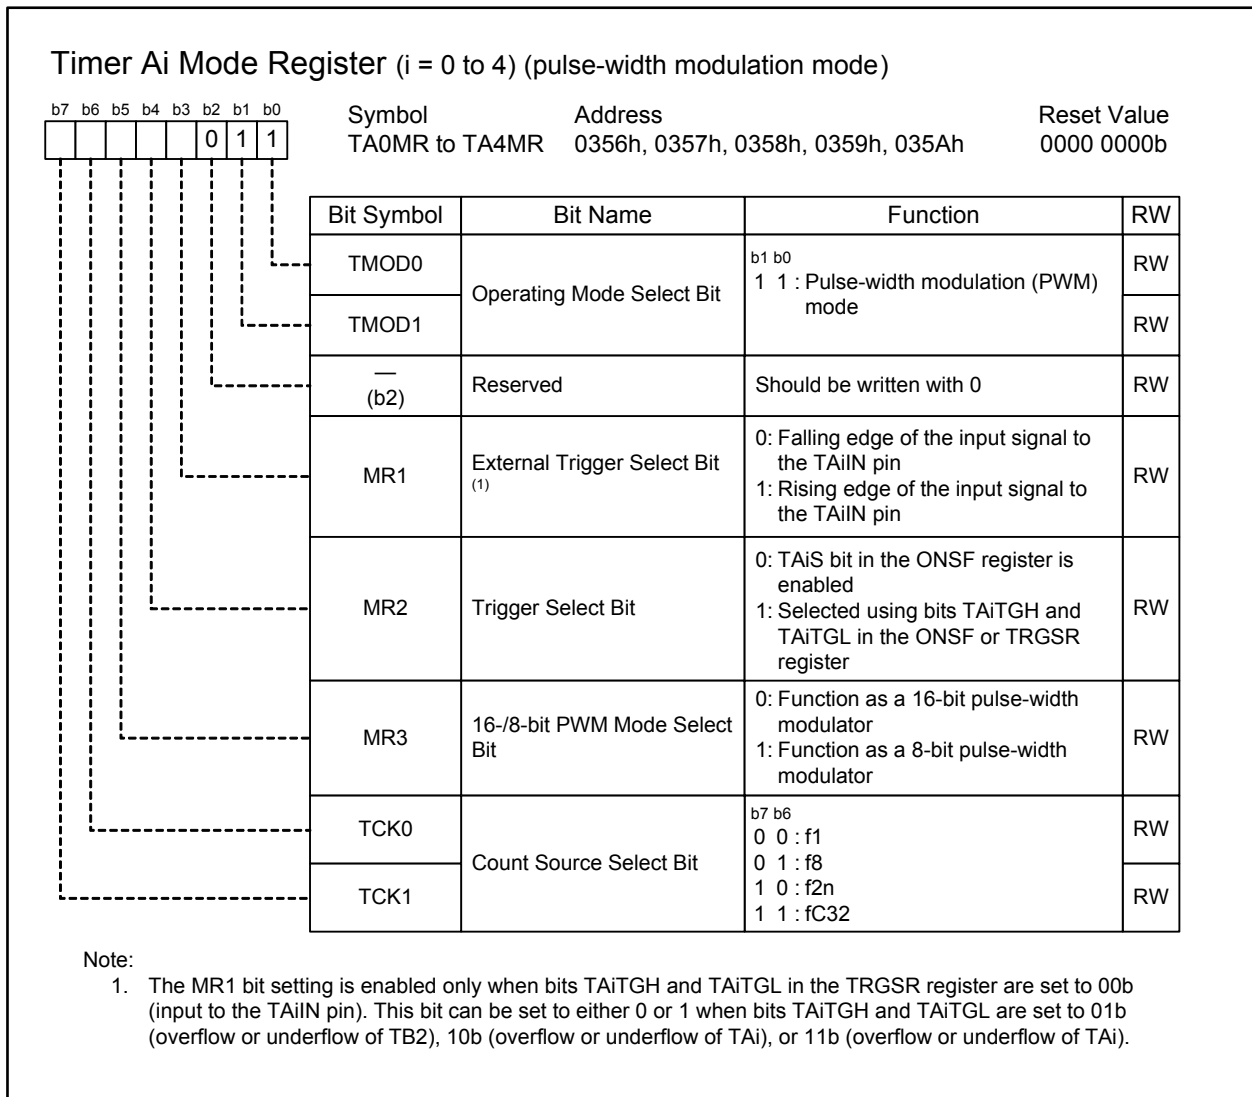 Timer Ai Mode Register (i = 0 to 4) (pulse-width modulation mode)
b7 b6 b5 b4 b3 b2 b1 b0
0 1 1
Symbol Address Reset Value
TA0MR to TA4MR 0356h, 0357h, 0358h, 0359h, 035Ah 0000 0000b
Bit Symbol Bit Name Function RW
TMOD0
TMOD1
Operating Mode Select Bit
b1 b0
1 1 : Pulse-width modulation (PWM)
mode
RW
RW
—
(b2)
Reserved
Should be written with 0
RW
MR1
External Trigger Select Bit
(1)
0: Falling edge of the input signal to
the TAiIN pin
1: Rising edge of the input signal to
the TAiIN pin
RW
MR2
Trigger Select Bit
0: TAiS bit in the ONSF register is
enabled
1: Selected using bits TAiTGH and
TAiTGL in the ONSF or TRGSR
register
RW
MR3
16-/8-bit PWM Mode Select
Bit
0: Function as a 16-bit pulse-width
modulator
1: Function as a 8-bit pulse-width
modulator
RW
TCK0
TCK1
Count Source Select Bit
b7 b6
0 0 : f1
0 1 : f8
1 0 : f2n
1 1 : fC32
RW
RW
Note:
1. The MR1 bit setting is enabled only when bits TAiTGH and TAiTGL in the TRGSR register are set to 00b
(input to the TAiIN pin). This bit can be set to either 0 or 1 when bits TAiTGH and TAiTGL are set to 01b
(overflow or underflow of TB2), 10b (overflow or underflow of TAi), or 11b (overflow or underflow of TAi).